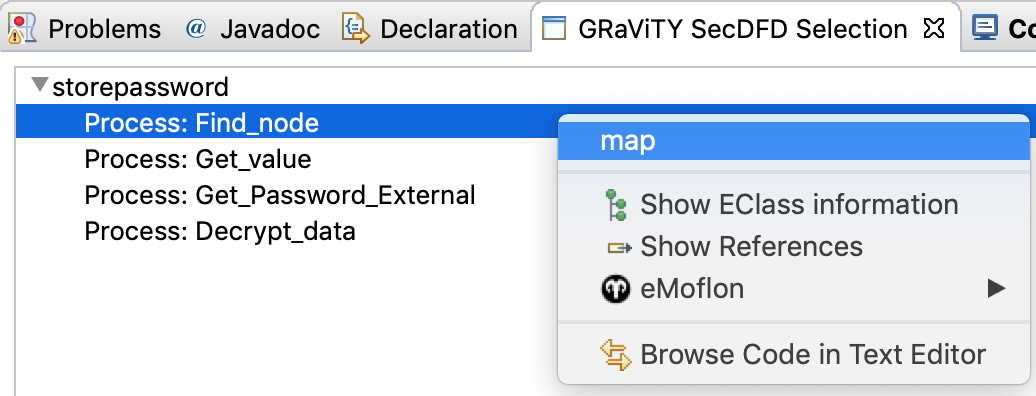 Problems Javadoc Declaration GRaViTY SecDFD Selection Co
storepassword
Process: Find_node
map
Process: Get_value
Process: Get_Password_External
Show EClass information
Process: Decrypt_data
Show References
eMoflon
Browse Code in Text Editor